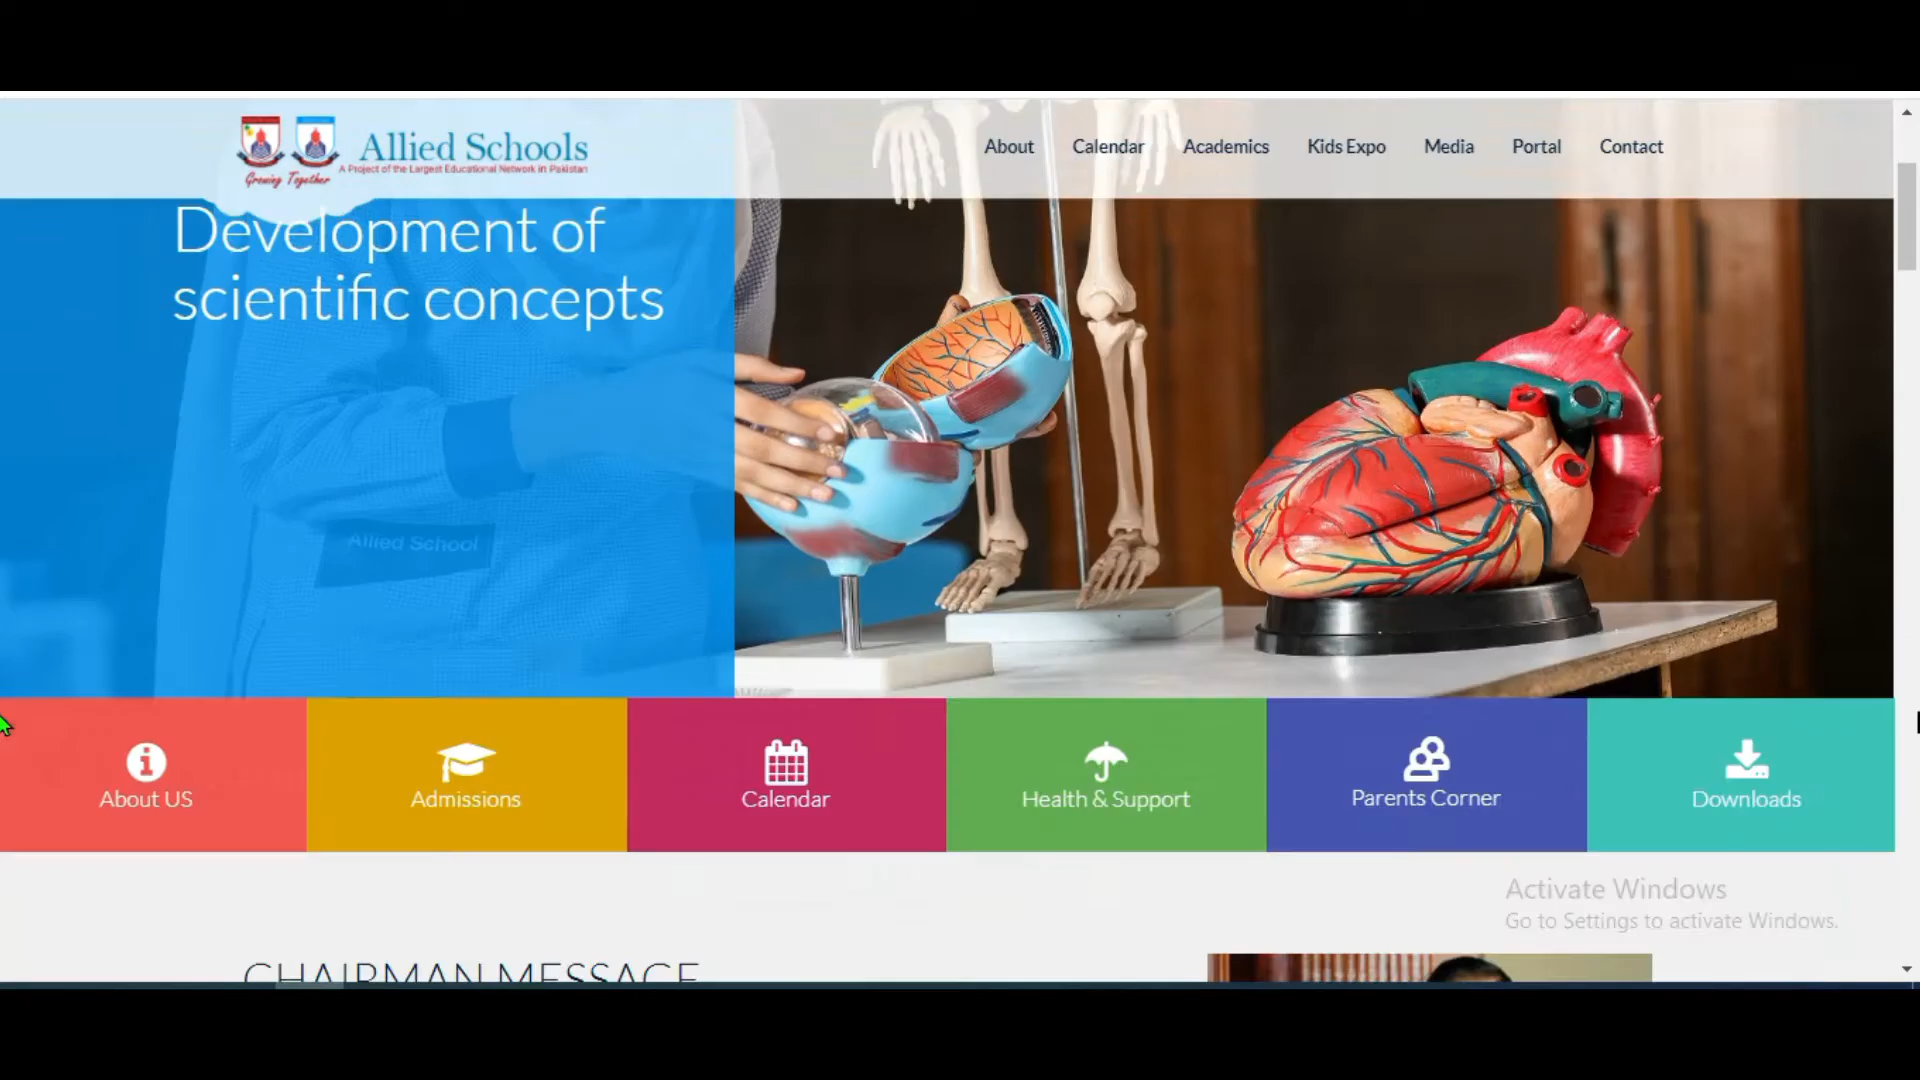 Allied Schools
A Project of the Largest Educational Network in Pakistan
Growing Together
About
Calendar
Academics
Kids Expo
Media
Portal
Contact
Development of
scientific concepts
Allied School
About US
Admissions
Calendar
Health & Support
Parents Corner
Downloads
Activate Windows
Go to Settings to activate Windows.
CHAIRMAN MESSAGE